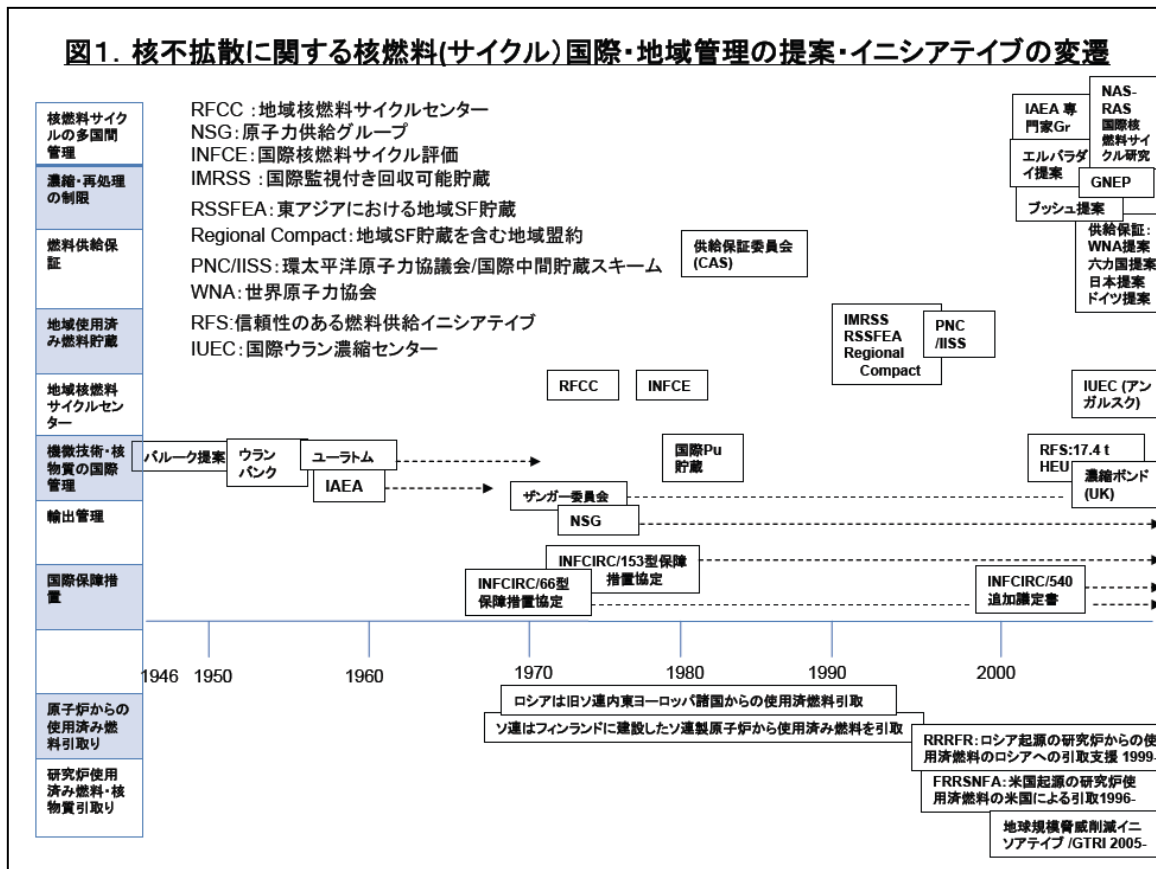 図1. 核不拡散に関する核燃料(サイクル)国際・地域管理の提案・イニシアテイブの変遷
核燃料サイク
ルの多国間
管理
濃縮・再処理
の制限
燃料供給保
証
地域使用済
み燃料貯蔵
地域核燃料
サイクルセン
ター
機微技術・核
物質の国際
管理
輸出管理
国際保障措
置
原子炉からの
使用済み燃
料引取り
研究炉使用
済み燃料・核
物質引取り
RFCC:地域核燃料サイクルセンター
NSG:原子力供給グループ
INFCE:国際核燃料サイクル評価
IMRSS:国際監視付き回収可能貯蔵
RSSFEA:東アジアにおける地域SF貯蔵
Regional Compact:地域SF貯蔵を含む地域盟約
PNC/IISS:環太平洋原子力協議会/国際中間貯蔵スキーム
WNA:世界原子力協会
RFS:信頼性のある燃料供給イニシアテイブ
IUEC:国際ウラン濃縮センター
IAEA 専
門家Gr
NAS-
RAS
国際核
燃料サイ
クル研究
エルバラダ
イ提案
GNEP
ブッシュ提案
供給保証:
WNA提案
六カ国提案
日本提案
ドイツ提案
供給保証委員会
(CAS)
IMRSS
RSSFEA
Regional
Compact
PNC
/IISS
RFCC
INFCE
IUEC (アン
ガルスク)
バルーク提案
ウラン
バンク
ユーラトム
IAEA
国際Pu
貯蔵
RFS:17.4 t
HEU
濃縮ボンド
(UK)
ザンガー委員会
NSG
INFCIRC/153型保障
措置協定
INFCIRC/66型
保障措置協定
INFCIRC/540
追加議定書
1946
1950
1960
1970
1980
1990
2000
ロシアは旧ソ連内東ヨーロッパ諸国からの使用済燃料引取
ソ連はフィンランドに建設したソ連製原子炉から使用済み燃料を引取
RRRFR:ロシア起源の研究炉からの使
用済燃料のロシアへの引取支援 1999-
FRRSNFA:米国起源の研究炉使
用済燃料の米国による引取1996-
地球規模脅威削減イニ
ソアテイブ /GTRI 2005-